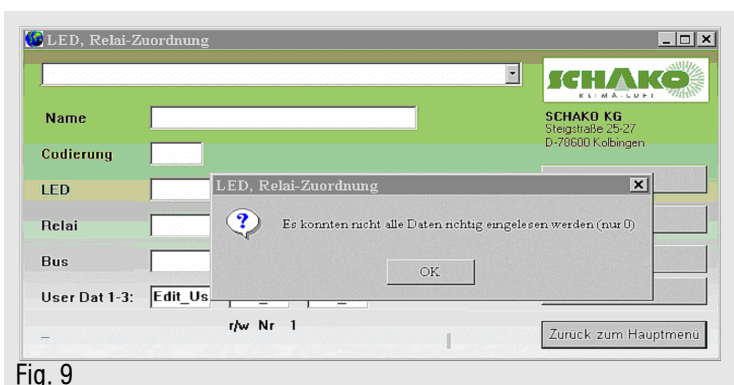 LED, Relai-Zuordnung
SCHAKO
KLIMA-LUFT
Name
SCHAKO KG
Steigstraße 25-27
D-78600 Kolbingen
Codierung
LED
LED, Relai-Zuordnung
Relai
Es konnten nicht alle Daten richtig eingelesen werden (nur 0)
Bus
OK
User Dat 1-3:
Edit_Us
r/w Nr 1
Zurück zum Hauptmenü
Fig. 9